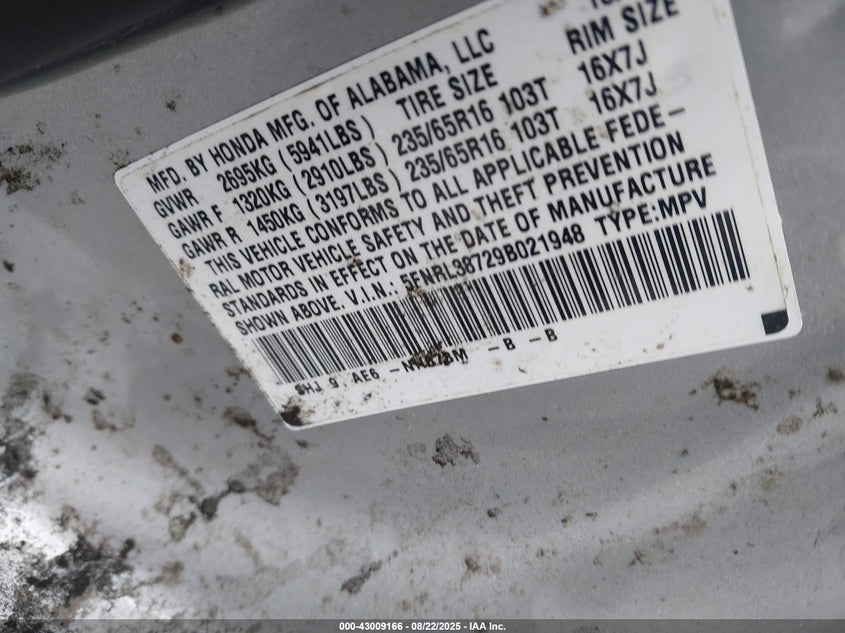 RIM SIZE
MFD. BY HONDA MFG. OF ALABAMA, LLC TIRE SIZE 16X7J
GVWR 2695KG (5941LBS) 235/65R16 103T 16X7J
GAWR F 1320KG (2910LBS) 235/65R16 103T
GAWR R 1450KG (3197LBS)
THIS VEHICLE CONFORMS TO ALL APPLICABLE FEDE-
RAL MOTOR VEHICLE SAFETY AND THEFT PREVENTION
STANDARDS IN EFFECT ON THE DATE OF MANUFACTURE
SHOWN ABOVE. V.I.N.: 5FNRL38729B021948 TYPE:MPV
SHJ 9 AE6 -B -B
000-43009166 - 08/22/2025 - IAA Inc.